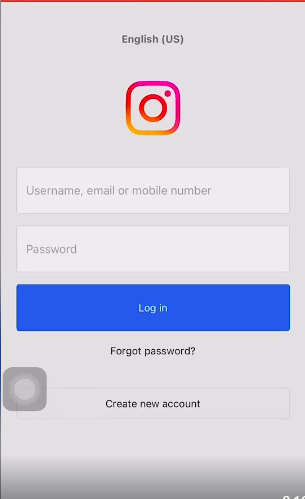 English (US)
Username, email or mobile number
Password
Log in
Forgot password?
Create new account